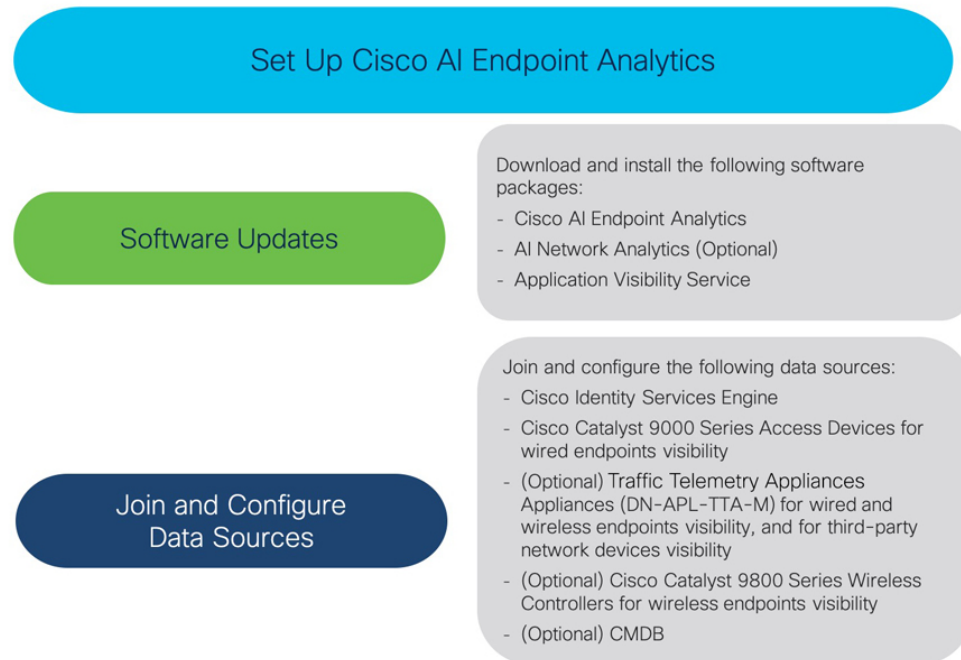 Set Up Cisco AI Endpoint Analytics
Software Updates
Download and install the following software
packages:
- Cisco AI Endpoint Analytics
- AI Network Analytics (Optional)
- Application Visibility Service
Join and Configure
Data Sources
Join and configure the following data sources:
- Cisco Identity Services Engine
- Cisco Catalyst 9000 Series Access Devices for
wired endpoints visibility
- (Optional) Traffic Telemetry Appliances
Appliances (DN-APL-TTA-M) for wired and
wireless endpoints visibility, and for third-party
network devices visibility
- (Optional) Cisco Catalyst 9800 Series Wireless
Controllers for wireless endpoints visibility
- (Optional) CMDB